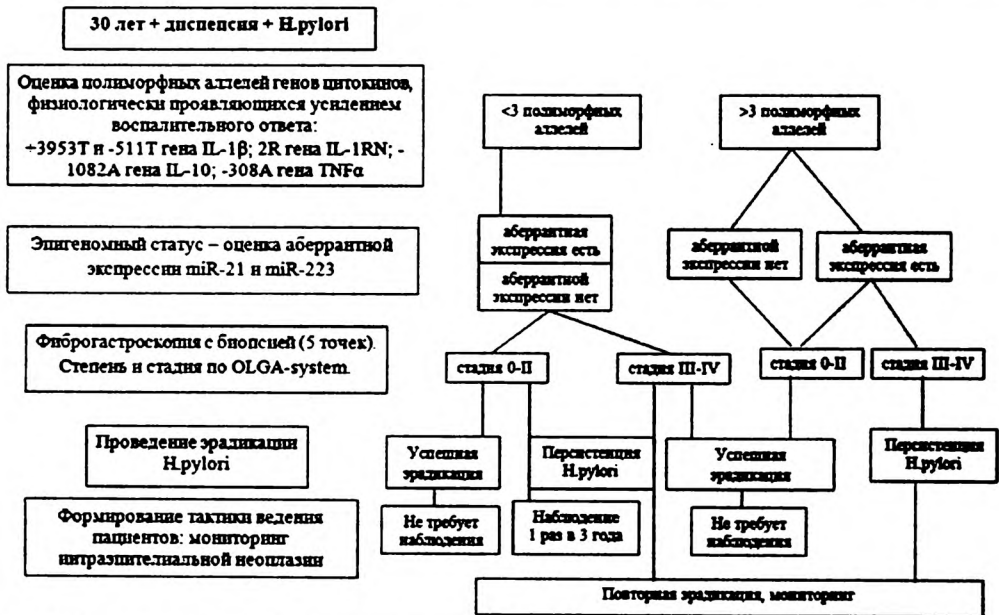 30 лет + диспепсия + H.pylori
Оценка полиморфных аллелей генов цитокинов,
физиологически проявляющихся усилением
воспалительного ответа:
+3953T и -511T гена IL-1β; 2R гена IL-1RN; -
1082A гена IL-10; -308A гена TNFα
<3 полиморфных
аллелей
>3 полиморфных
аллелей
Эпигеномный статус – оценка аберрантной
экспрессии miR-21 и miR-223
аберрантная
экспрессия есть
аберрантной
экспрессии нет
аберрантной
экспрессии нет
аберрантная
экспрессия есть
Фиброгастроскопия с биопсией (5 точек).
Степень и стадия по OLGA-system.
стадия 0-II
стадия III-IV
стадия 0-II
стадия III-IV
Проведение эрадикации
H.pylori
Успешная
эрадикация
Персистенция
H.pylori
Успешная
эрадикация
Персистенция
H.pylori
Формирование тактики ведения
пациентов: мониторинг
интраэпителиальной неоплазии
Не требует
наблюдения
Наблюдение
1 раз в 3 года
Не требует
наблюдения
Повторная эрадикация, мониторинг